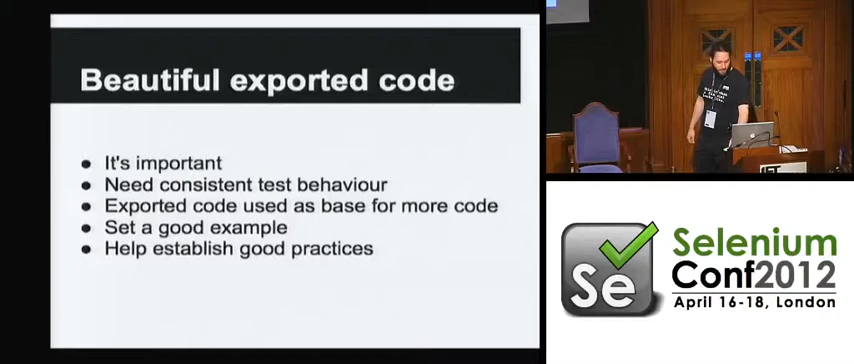 Beautiful exported code
● It's important
● Need consistent test behaviour
● Exported code used as base for more code
● Set a good example
● Help establish good practices
Se
Selenium
Conf2012
April 16-18, London